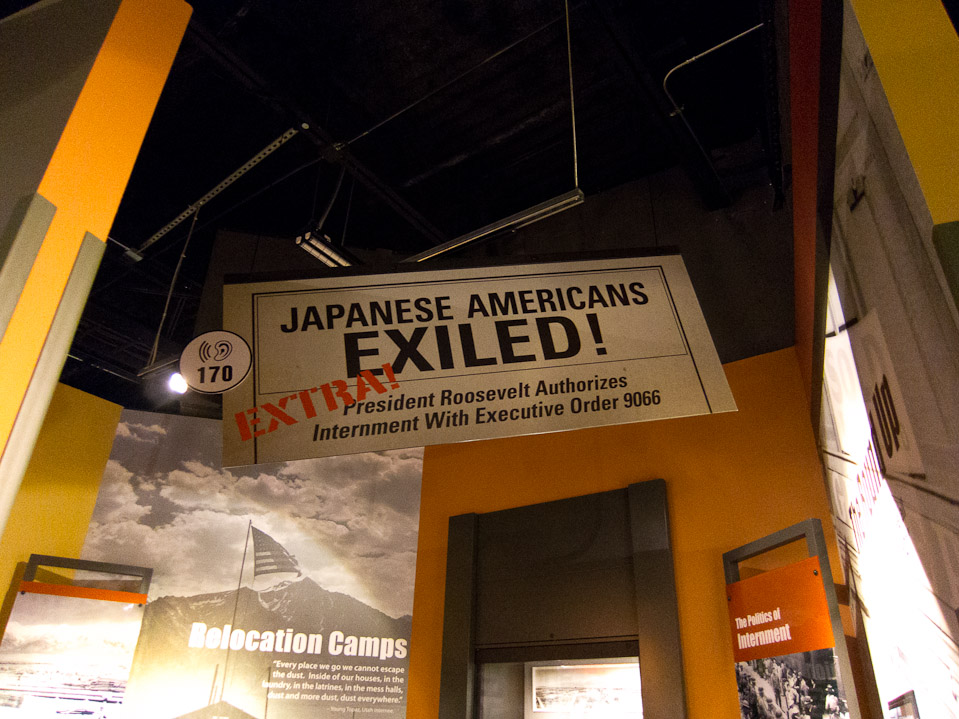 JAPANESE AMERICANS
EXILED!
EXTRA!
President Roosevelt Authorizes
Internment With Executive Order 9066
170
Relocation Camps
"Every place we go we cannot escape
the dust. Inside of our houses, in the
laundry, in the latrines, in the mess halls,
dust and more dust, dust everywhere."
The Politics of
Internment
UP